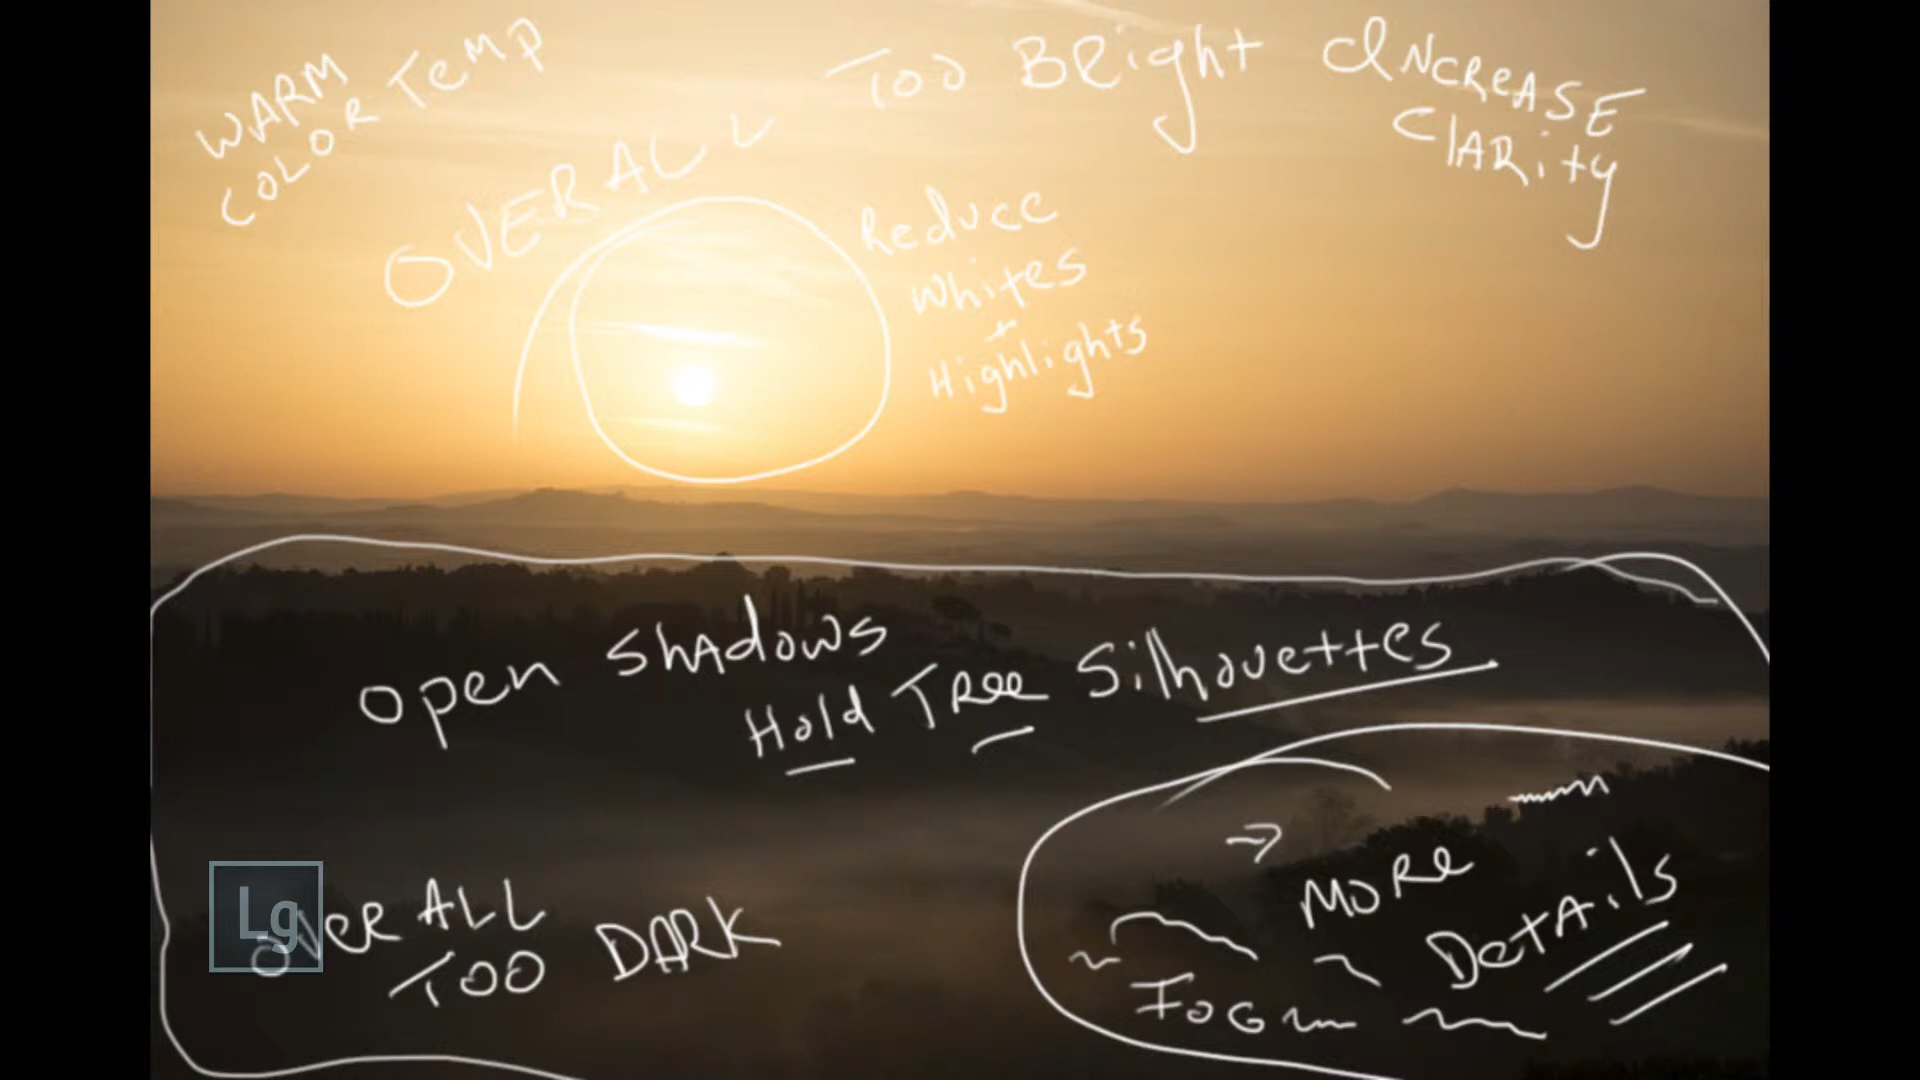 WARM
COLOR TEMP
OVERALL TOO BRight
INCREASE
ClARity
Reduce
Whites
+
Highlights
open SHADOWS
Hold TRee Silhouettes
MORe
DetAils
FOG
OVeRALL
TOO DARK
Lg